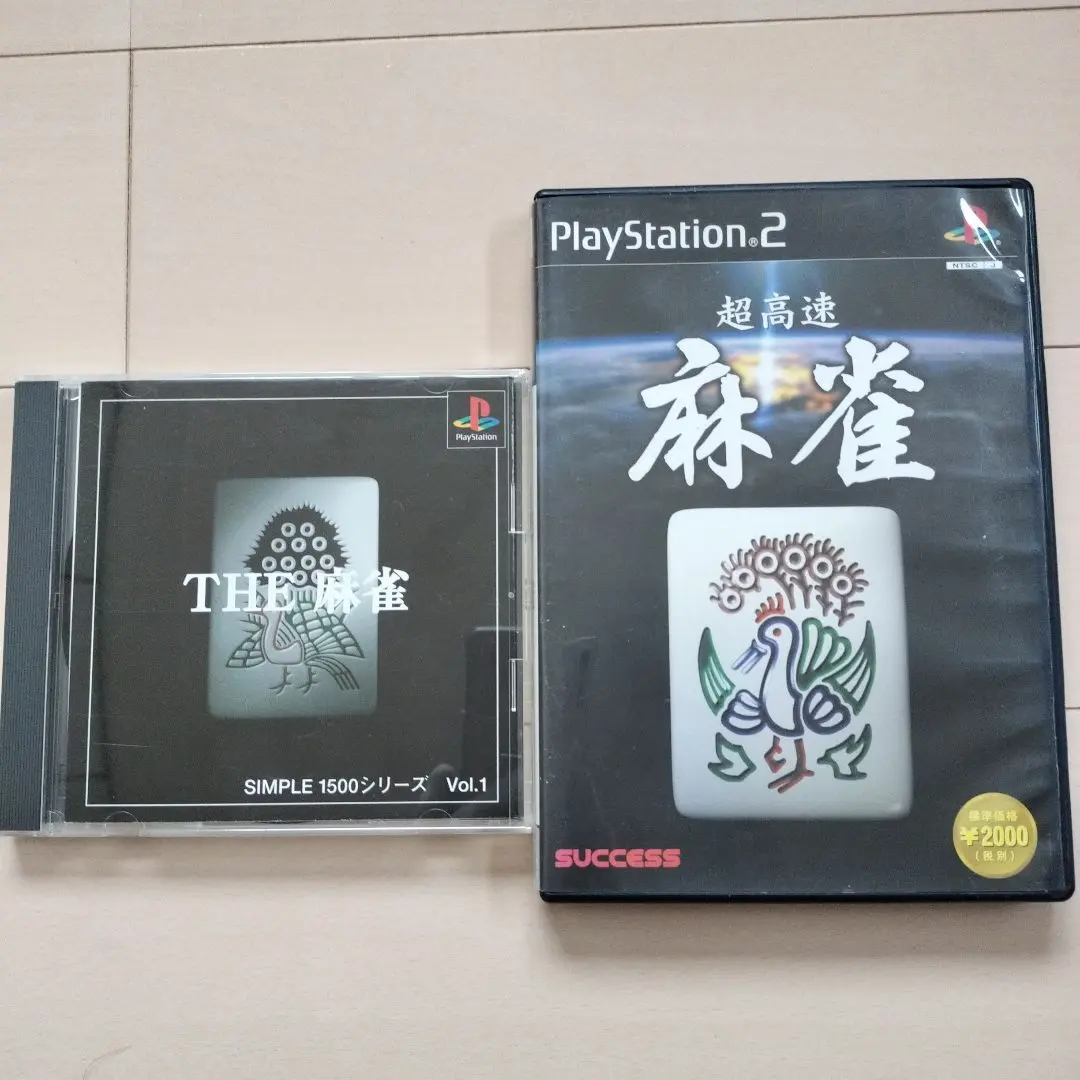 PlayStation
THE 麻雀
SIMPLE 1500シリーズ Vol.1
PlayStation®2
NTSC J
超高速
麻雀
SUCCESS
標準価格
¥2000
(税別)